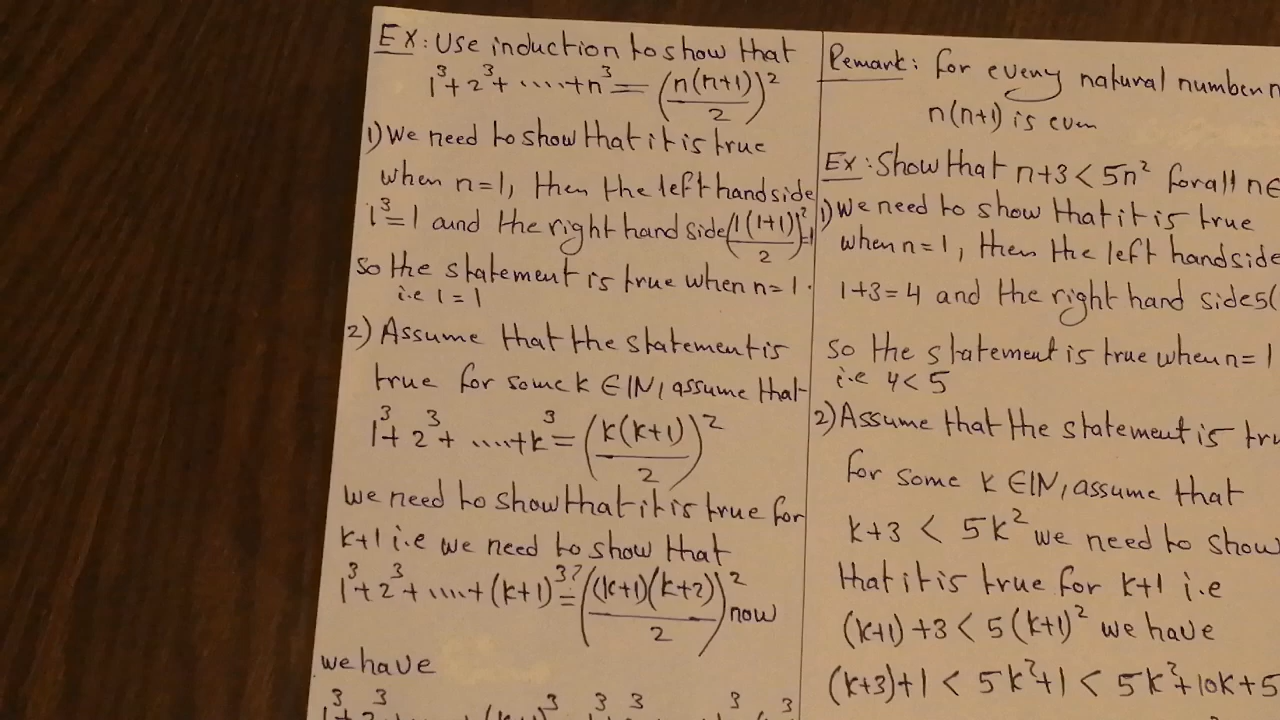 Ex: Use induction to show that
1³+2³+ .....+n³ = (n(n+1)/2)²
1) We need to show that it is true
when n=1, then the left hand side
1³=1 and the right hand side (1(1+1)/2)²=1
so the statement is true when n=1.
i.e 1=1
2) Assume that the statement is
true for some k ∈ IN, assume that
1³+ 2³+ .....+k³ = (k(k+1)/2)²
we need to show that it is true for
k+1 i.e we need to show that
1³+2³+ .....+ (k+1)³ ?= ((k+1)(k+2)/2)² now
we have
Remark: for every natural number n
n(n+1) is even
Ex: Show that n+3 < 5n² for all n ∈
1) We need to show that it is true
when n=1, then the left hand side
1+3=4 and the right hand side 5(
so the statement is true when n=1
i.e 4<5
2) Assume that the statement is tru
for some k ∈ IN, assume that
k+3 < 5k² we need to show
that it is true for k+1 i.e
(k+1)+3 < 5(k+1)² we have
(k+3)+1 < 5k²+1 < 5k²+10k+5